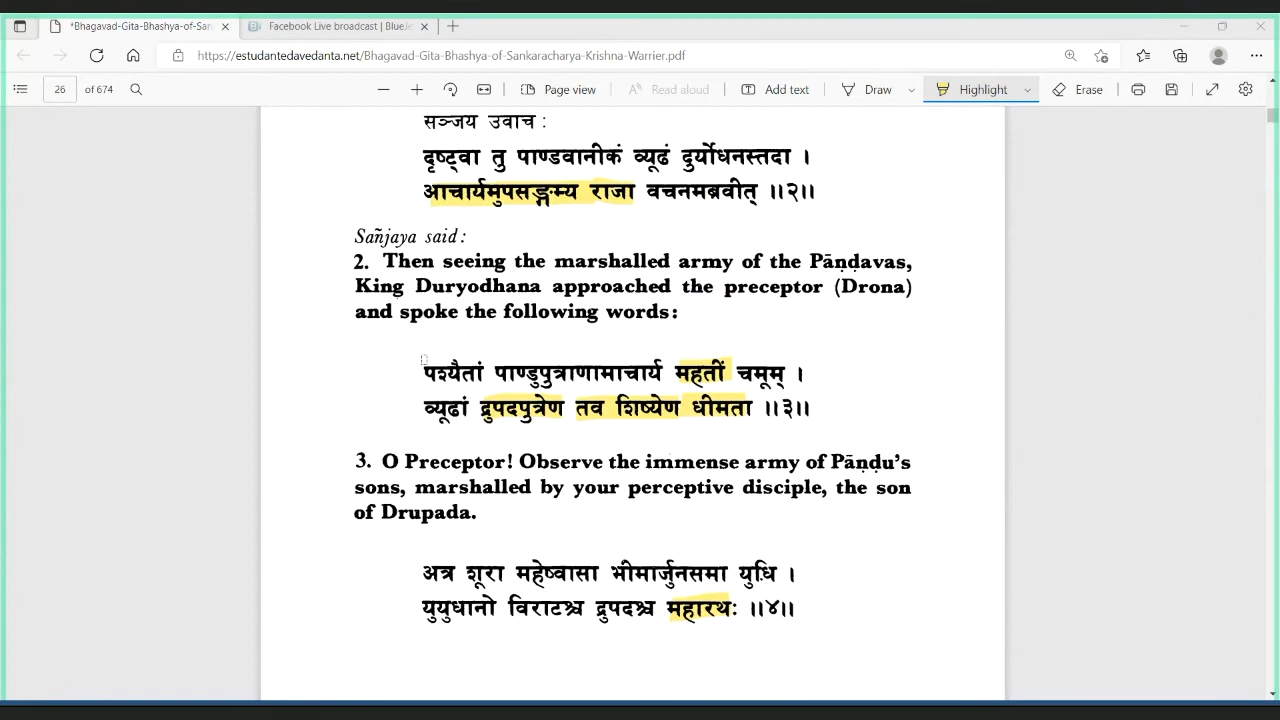 *Bhagavad-Gita-Bhashya-of-San
Facebook Live broadcast | BlueJe
https://estudantedavedanta.net/Bhagavad-Gita-Bhashya-of-Sankaracharya-Krishna-Warrier.pdf
26 of 674 Page view Read aloud Add text Draw Highlight Erase
सञ्जय उवाच :
दृष्ट्वा तु पाण्डवानीकं व्यूढं दुर्योधनस्तदा ।
आचार्यमुपसङ्गम्य राजा वचनमब्रवीत् ॥२॥
Sañjaya said:
2. Then seeing the marshalled army of the Pāṇḍavas,
King Duryodhana approached the preceptor (Drona)
and spoke the following words:
पश्यैतां पाण्डुपुत्राणामाचार्य महतीं चमूम् ।
व्यूढां द्रुपदपुत्रेण तव शिष्येण धीमता ॥३॥
3. O Preceptor! Observe the immense army of Pāṇḍu's
sons, marshalled by your perceptive disciple, the son
of Drupada.
अत्र शूरा महेष्वासा भीमार्जुनसमा युधि ।
युयुधानो विराटश्च द्रुपदश्च महारथः ॥४॥